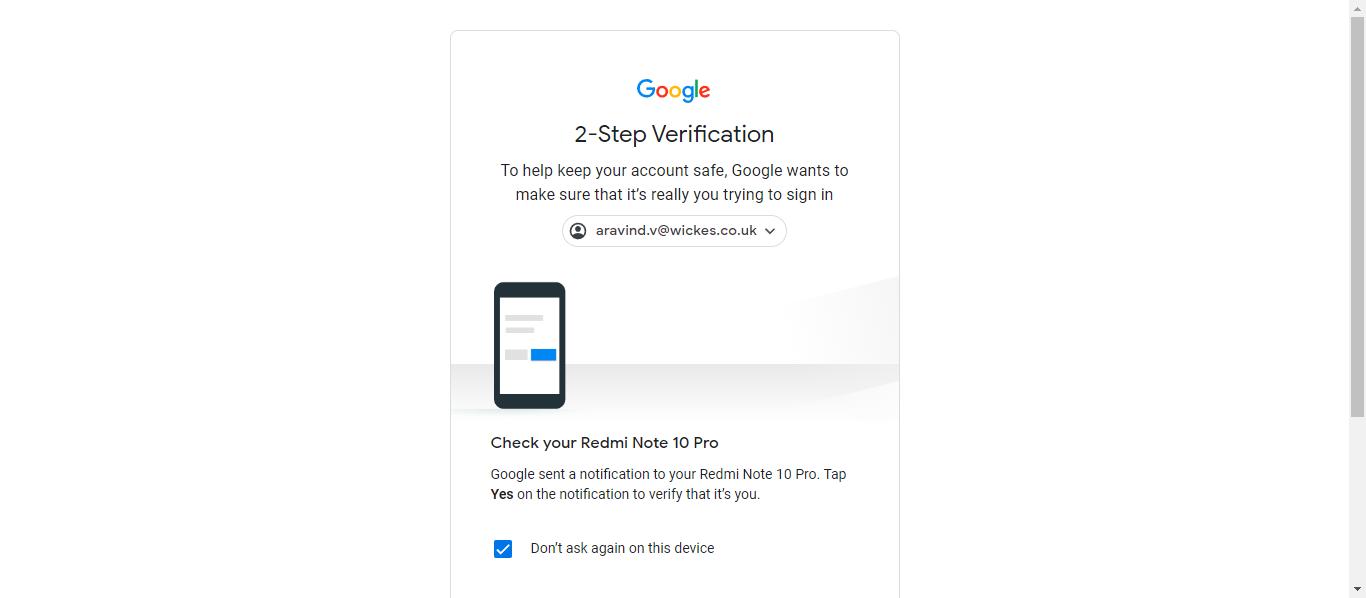 Google
2-Step Verification
To help keep your account safe, Google wants to
make sure that it’s really you trying to sign in
aravind.v@wickes.co.uk
Check your Redmi Note 10 Pro
Google sent a notification to your Redmi Note 10 Pro. Tap
Yes on the notification to verify that it’s you.
Don’t ask again on this device